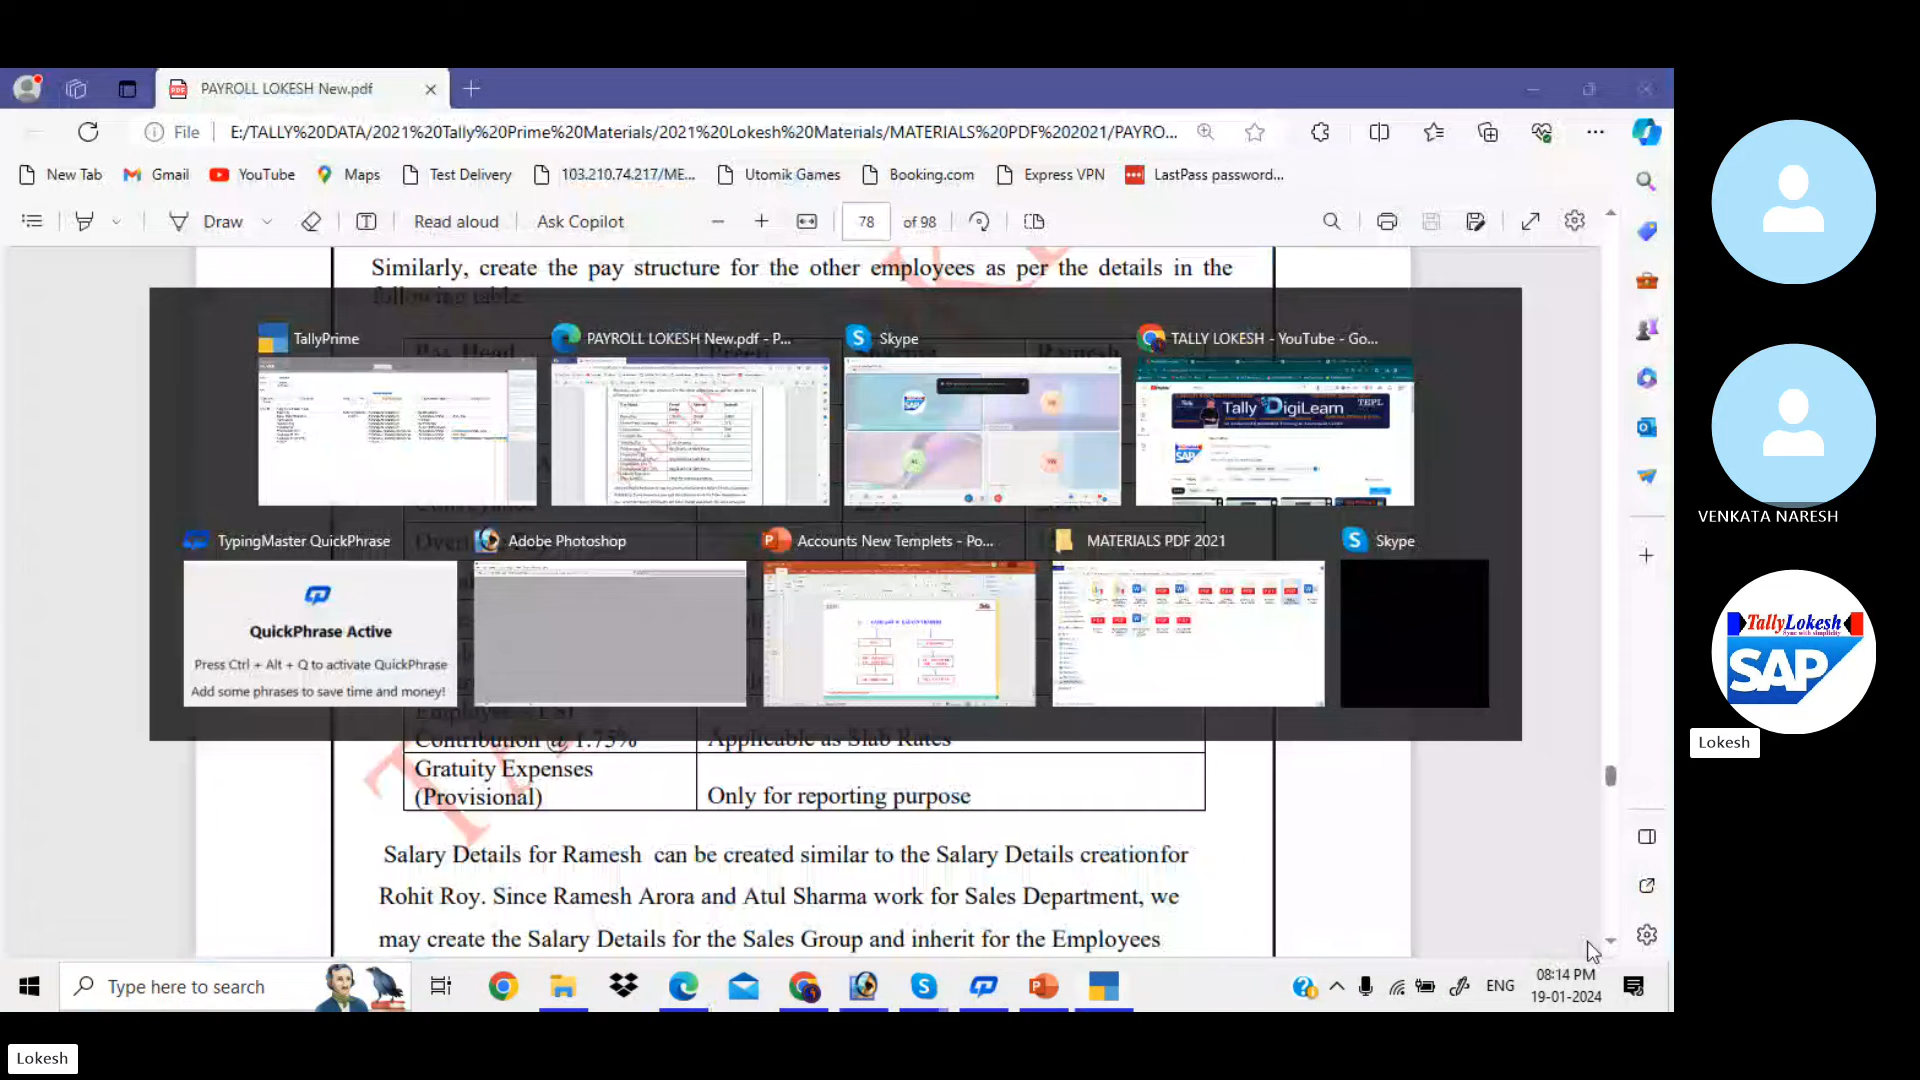 PAYROLL LOKESH New.pdf
File
E:/TALLY%20DATA/2021%20Tally%20Prime%20Materials/2021%20Lokesh%20Materials/MATERIALS%20PDF%202021/PAYRO...
New Tab
Gmail
YouTube
Maps
Test Delivery
103.210.74.217/ME...
Utomik Games
Booking.com
Express VPN
LastPass password...
Draw
Read aloud
Ask Copilot
78
of 98
Similarly, create the pay structure for the other employees as per the details in the
following table
TallyPrime
PAYROLL LOKESH New.pdf - P...
Skype
TALLY LOKESH - YouTube - Go...
Tally DigiLearn
TEPL
SAP
TypingMaster QuickPhrase
Adobe Photoshop
Accounts New Templets - Po...
MATERIALS PDF 2021
Skype
QuickPhrase Active
Press Ctrl + Alt + Q to activate QuickPhrase
Add some phrases to save time and money!
Contribution @ 1.75%
Applicable as Slab Rates
Gratuity Expenses
(Provisional)
Only for reporting purpose
Salary Details for Ramesh can be created similar to the Salary Details creationfor
Rohit Roy. Since Ramesh Arora and Atul Sharma work for Sales Department, we
may create the Salary Details for the Sales Group and inherit for the Employees
Type here to search
ENG
08:14 PM
19-01-2024
VENKATA NARESH
TallyLokesh
Sync with simplicity
SAP
Lokesh
Lokesh